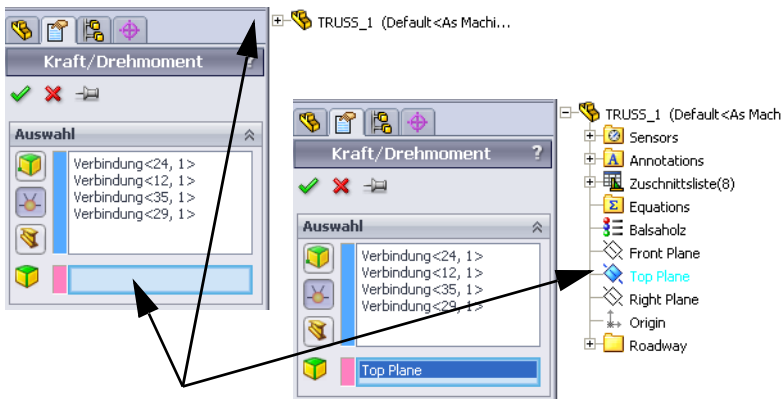 TRUSS_1 (Default<As Machi...
Kraft/Drehmoment ?
Auswahl
Verbindung<24, 1>
Verbindung<12, 1>
Verbindung<35, 1>
Verbindung<29, 1>
Kraft/Drehmoment ?
Auswahl
Verbindung<24, 1>
Verbindung<12, 1>
Verbindung<35, 1>
Verbindung<29, 1>
Top Plane
TRUSS_1 (Default<As Mach
Sensors
Annotations
Zuschnittsliste(8)
Equations
Balsaholz
Front Plane
Top Plane
Right Plane
Origin
Roadway